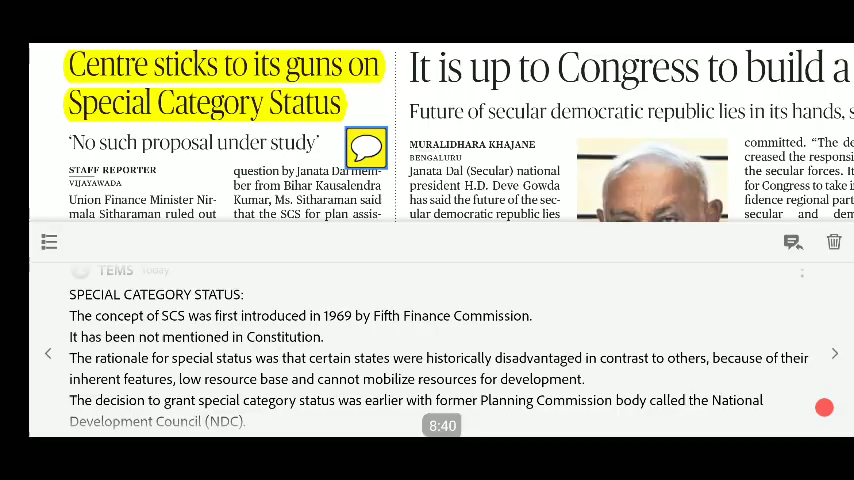 Centre sticks to its guns on
Special Category Status
‘No such proposal under study’
STAFF REPORTER
VIJAYAWADA
Union Finance Minister Nir-
mala Sitharaman ruled out
question by Janata Dal mem-
ber from Bihar Kausalendra
Kumar, Ms. Sitharaman said
that the SCS for plan assis-
It is up to Congress to build a
Future of secular democratic republic lies in its hands, s
MURALIDHARA KHAJANE
BENGALURU
Janata Dal (Secular) national
president H.D. Deve Gowda
has said the future of the sec-
ular democratic republic lies
committed. “The de
creased the responsi
the secular forces. It
for Congress to take i
fidence regional part
secular and dem
TEMS Today
SPECIAL CATEGORY STATUS:
The concept of SCS was first introduced in 1969 by Fifth Finance Commission.
It has been not mentioned in Constitution.
The rationale for special status was that certain states were historically disadvantaged in contrast to others, because of their
inherent features, low resource base and cannot mobilize resources for development.
The decision to grant special category status was earlier with former Planning Commission body called the National
Development Council (NDC).
8:40